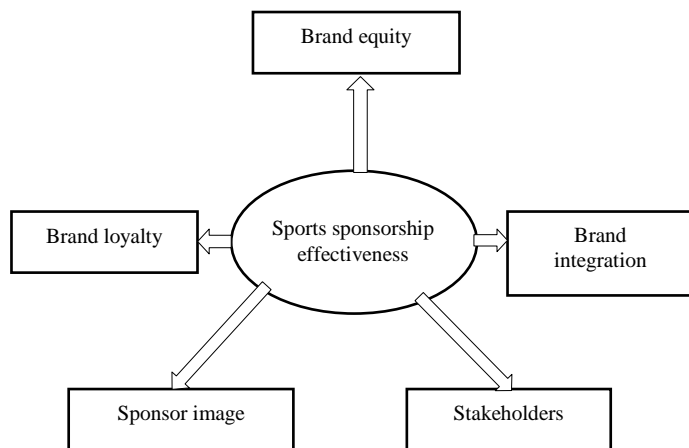 Brand equity
Sports sponsorship
effectiveness
Brand loyalty
Brand
integration
Sponsor image
Stakeholders